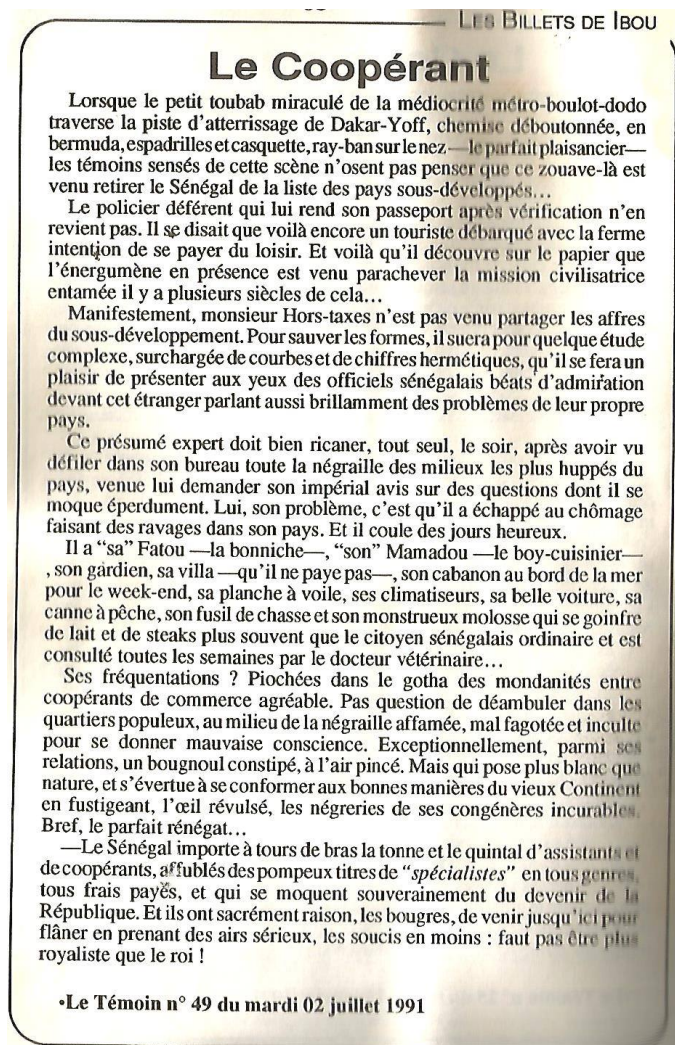 LES BILLETS DE IBOU
Le Coopérant
Lorsque le petit toubab miraculé de la médiocrité métro-boulot-dodo
traverse la piste d'atterrissage de Dakar-Yoff, chemise déboutonnée, en
bermuda, espadrilles et casquette, ray-ban sur le nez — le parfait plaisancier—
les témoins sensés de cette scène n'osent pas penser que ce zouave-là est
venu retirer le Sénégal de la liste des pays sous-développés...
Le policier déférent qui lui rend son passeport après vérification n'en
revient pas. Il se disait que voilà encore un touriste débarqué avec la ferme
intention de se payer du loisir. Et voilà qu'il découvre sur le papier que
l'énergumène en présence est venu parachever la mission civilisatrice
entamée il y a plusieurs siècles de cela...
Manifestement, monsieur Hors-taxes n'est pas venu partager les affres
du sous-développement. Pour sauver les formes, il suera pour quelque étude
complexe, surchargée de courbes et de chiffres hermétiques, qu'il se fera un
plaisir de présenter aux yeux des officiels sénégalais béats d'admiration
devant cet étranger parlant aussi brillamment des problèmes de leur propre
pays.
Ce présumé expert doit bien ricaner, tout seul, le soir, après avoir vu
défiler dans son bureau toute la négraille des milieux les plus huppés du
pays, venue lui demander son impérial avis sur des questions dont il se
moque éperdument. Lui, son problème, c'est qu'il a échappé au chômage
faisant des ravages dans son pays. Et il coule des jours heureux.
Il a “sa” Fatou —la bonniche—, “son” Mamadou —le boy-cuisinier—
, son gardien, sa villa —qu'il ne paye pas—, son cabanon au bord de la mer
pour le week-end, sa planche à voile, ses climatiseurs, sa belle voiture, sa
canne à pêche, son fusil de chasse et son monstrueux molosse qui se goinfre
de lait et de steaks plus souvent que le citoyen sénégalais ordinaire et est
consulté toutes les semaines par le docteur vétérinaire...
Ses fréquentations ? Piochées dans le gotha des mondanités entre
coopérants de commerce agréable. Pas question de déambuler dans les
quartiers populeux, au milieu de la négraille affamée, mal fagotée et inculte
pour se donner mauvaise conscience. Exceptionnellement, parmi ses
relations, un bougnoul constipé, à l'air pincé. Mais qui pose plus blanc que
nature, et s'évertue à se conformer aux bonnes manières du vieux Continent
en fustigeant, l'œil révulsé, les négreries de ses congénères incurables.
Bref, le parfait rénégat...
—Le Sénégal importe à tours de bras la tonne et le quintal d'assistants et
de coopérants, affublés des pompeux titres de “spécialistes” en tous genres,
tous frais payés, et qui se moquent souverainement du devenir de la
République. Et ils ont sacrément raison, les bougres, de venir jusqu'ici pour
flâner en prenant des airs sérieux, les soucis en moins : faut pas être plus
royaliste que le roi !
•Le Témoin n° 49 du mardi 02 juillet 1991